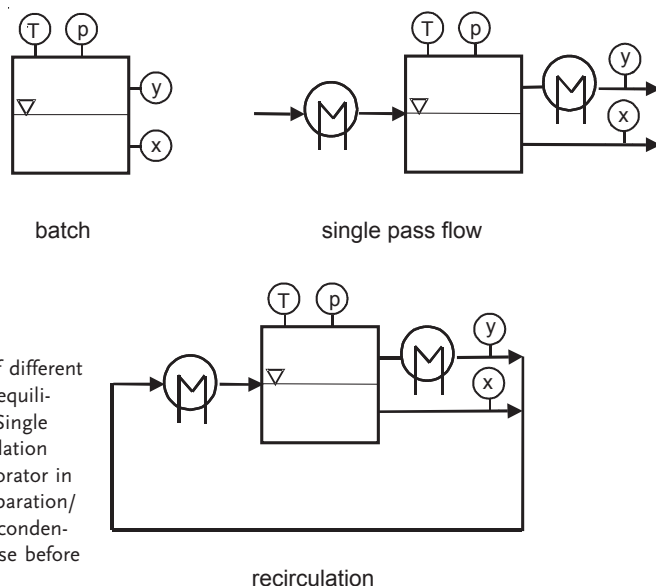 T p
y
x
batch
T p
y
x
single pass flow
T p
y
x
recirculation
f different
equili-
Single
lation
orator in
paration/
conden-
se before